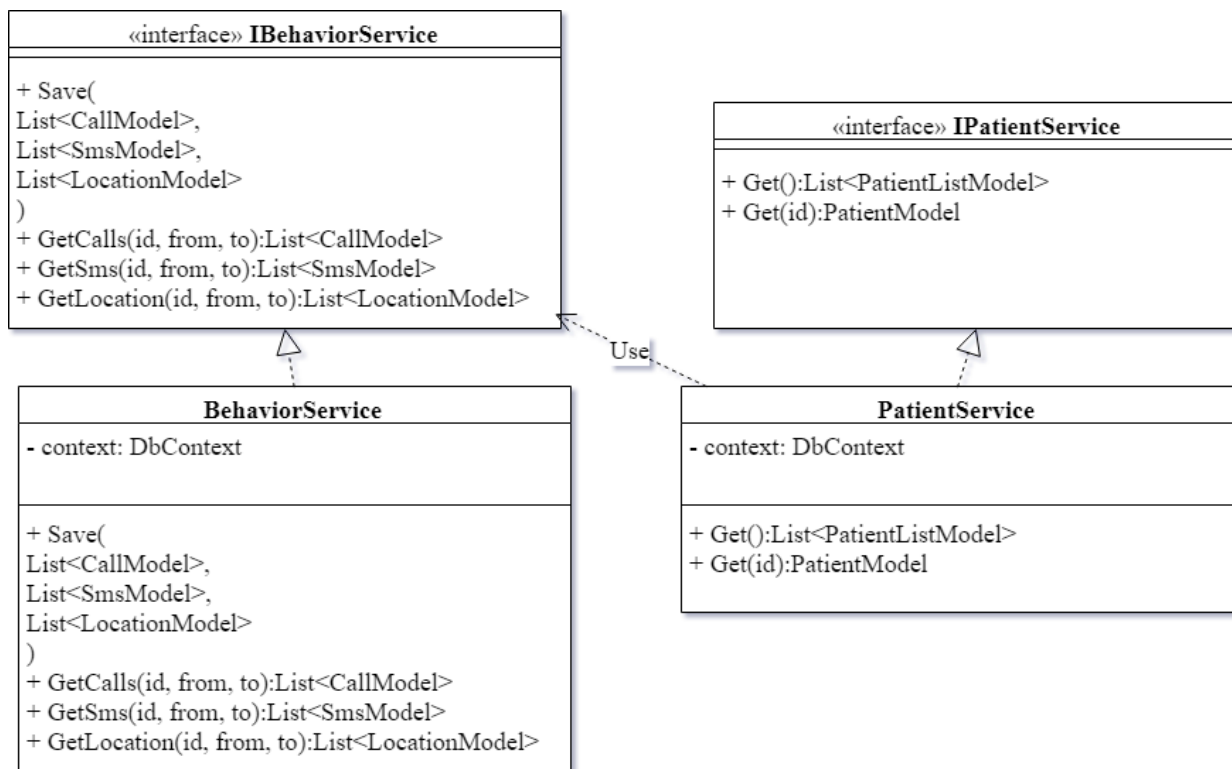 «interface» IBehaviorService
+ Save(
List<CallModel>,
List<SmsModel>,
List<LocationModel>
)
+ GetCalls(id, from, to):List<CallModel>
+ GetSms(id, from, to):List<SmsModel>
+ GetLocation(id, from, to):List<LocationModel>
«interface» IPatientService
+ Get():List<PatientListModel>
+ Get(id):PatientModel
Use
BehaviorService
- context: DbContext
+ Save(
List<CallModel>,
List<SmsModel>,
List<LocationModel>
)
+ GetCalls(id, from, to):List<CallModel>
+ GetSms(id, from, to):List<SmsModel>
+ GetLocation(id, from, to):List<LocationModel>
PatientService
- context: DbContext
+ Get():List<PatientListModel>
+ Get(id):PatientModel